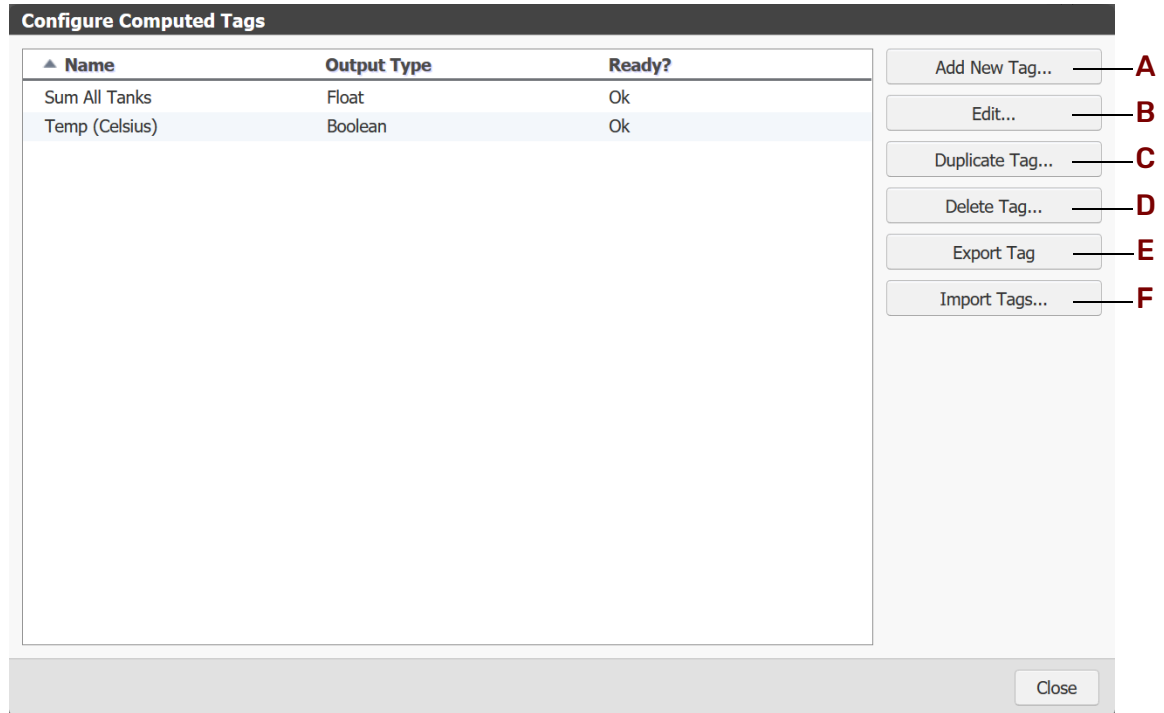 Configure Computed Tags
Name Output Type Ready?
Sum All Tanks Float Ok
Temp (Celsius) Boolean Ok
Add New Tag... A
Edit... B
Duplicate Tag... C
Delete Tag... D
Export Tag E
Import Tags... F
Close